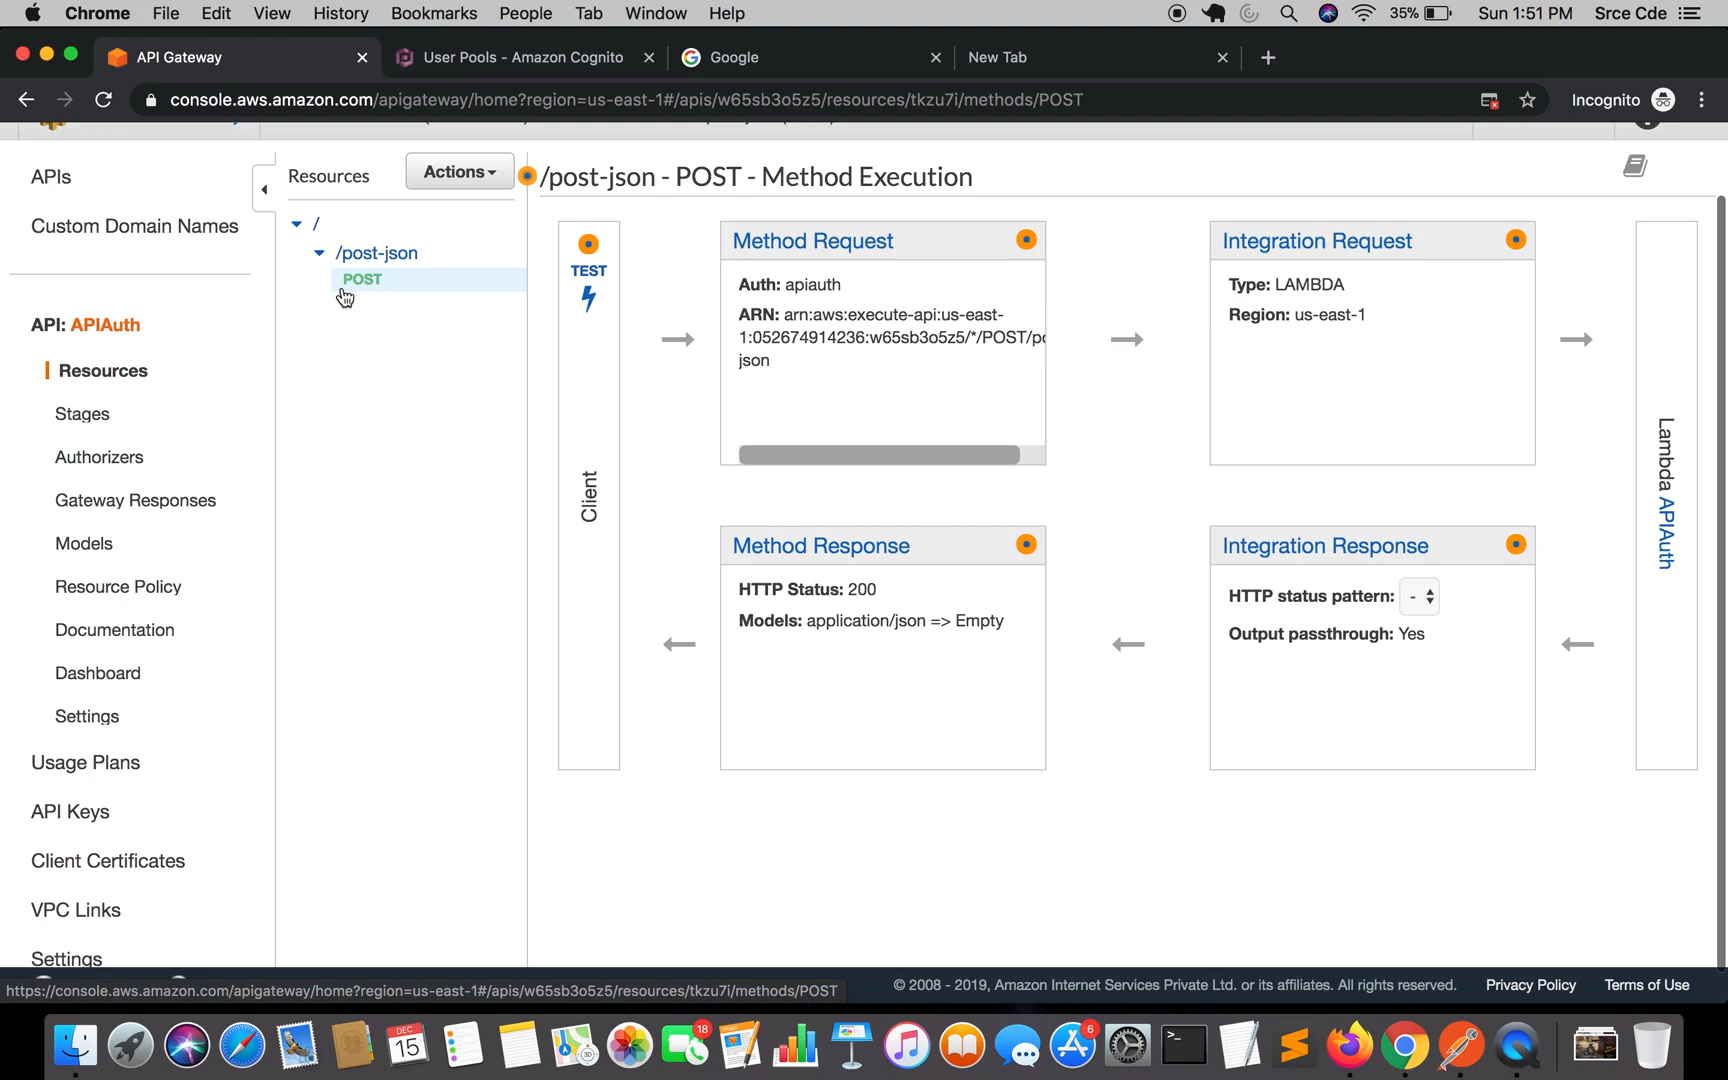 Chrome File Edit View History Bookmarks People Tab Window Help 35% Sun 1:51 PM Srce Cde
API Gateway User Pools - Amazon Cognito Google New Tab
console.aws.amazon.com/apigateway/home?region=us-east-1#/apis/w65sb3o5z5/resources/tkzu7i/methods/POST Incognito
APIs
Custom Domain Names
API: APIAuth
Resources
Stages
Authorizers
Gateway Responses
Models
Resource Policy
Documentation
Dashboard
Settings
Usage Plans
API Keys
Client Certificates
VPC Links
Settings
Resources Actions
/
/post-json
POST
/post-json - POST - Method Execution
TEST
Client
Method Request
Auth: apiauth
ARN: arn:aws:execute-api:us-east-
1:052674914236:w65sb3o5z5/*/POST/po
json
Integration Request
Type: LAMBDA
Region: us-east-1
Lambda APIAuth
Method Response
HTTP Status: 200
Models: application/json => Empty
Integration Response
HTTP status pattern: -
Output passthrough: Yes
https://console.aws.amazon.com/apigateway/home?region=us-east-1#/apis/w65sb3o5z5/resources/tkzu7i/methods/POST
© 2008 - 2019, Amazon Internet Services Private Ltd. or its affiliates. All rights reserved. Privacy Policy Terms of Use
DEC
15
18
6